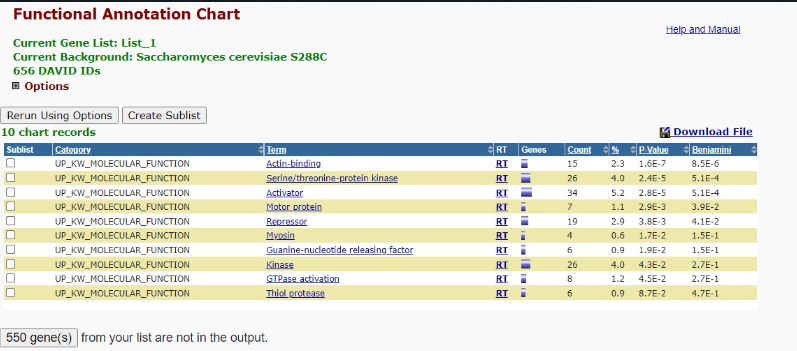 Functional Annotation Chart
Help and Manual
Current Gene List: List_1
Current Background: Saccharomyces cerevisiae S288C
656 DAVID IDs
Options
Rerun Using Options Create Sublist
10 chart records Download File
Sublist Category Term RT Genes Count % P-Value Benjamini
UP_KW_MOLECULAR_FUNCTION Actin-binding RT 15 2.3 1.6E-7 8.5E-6
UP_KW_MOLECULAR_FUNCTION Serine/threonine-protein kinase RT 26 4.0 2.4E-5 5.1E-4
UP_KW_MOLECULAR_FUNCTION Activator RT 34 5.2 2.8E-5 5.1E-4
UP_KW_MOLECULAR_FUNCTION Motor protein RT 7 1.1 2.9E-3 3.9E-2
UP_KW_MOLECULAR_FUNCTION Repressor RT 19 2.9 3.8E-3 4.1E-2
UP_KW_MOLECULAR_FUNCTION Myosin RT 4 0.6 1.7E-2 1.5E-1
UP_KW_MOLECULAR_FUNCTION Guanine-nucleotide releasing factor RT 6 0.9 1.9E-2 1.5E-1
UP_KW_MOLECULAR_FUNCTION Kinase RT 26 4.0 4.3E-2 2.7E-1
UP_KW_MOLECULAR_FUNCTION GTPase activation RT 8 1.2 4.5E-2 2.7E-1
UP_KW_MOLECULAR_FUNCTION Thiol protease RT 6 0.9 8.7E-2 4.7E-1
550 gene(s) from your list are not in the output.